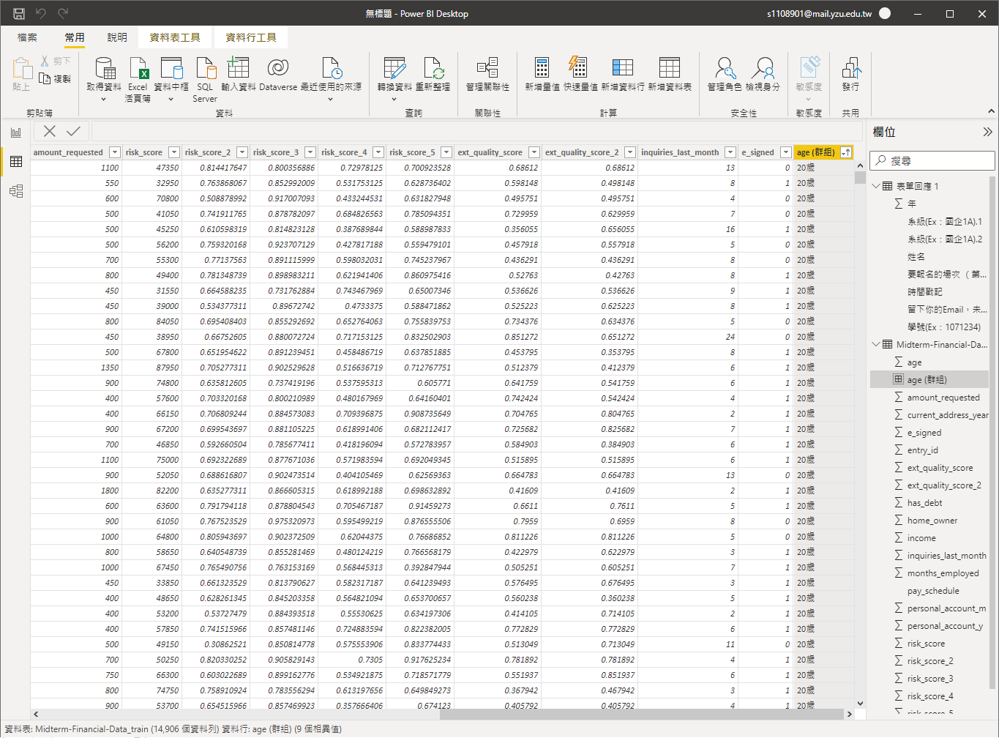 無標題 - Power BI Desktop
s1108901@mail.yzu.edu.tw
檔案 常用 說明 資料表工具 資料行工具
貼上 剪下 複製 取得資料 Excel 活頁簿 資料中樞 SQL Server 輸入資料 Dataverse 最近使用的來源 轉換資料 重新整理 管理關聯性 新增量值 快速量值 新增資料行 新增資料表 管理角色 檢視身分 敏感度 發行
剪貼簿 資料 查詢 關聯性 計算 安全性 敏感度 共用
amount_requested risk_score risk_score_2 risk_score_3 risk_score_4 risk_score_5 ext_quality_score ext_quality_score_2 inquiries_last_month e_signed age (群組)
1100 47350 0.814417647 0.800356886 0.72978125 0.700923528 0.68612 0.68612 13 0 20歲
550 32950 0.763868067 0.852992009 0.531753125 0.628736402 0.598148 0.498148 8 1 20歲
600 70800 0.508878992 0.917007093 0.433244531 0.631827948 0.495751 0.495751 4 0 20歲
500 41050 0.741911765 0.878782097 0.684826563 0.785094351 0.729959 0.629959 7 0 20歲
500 45250 0.610598319 0.814823128 0.387689844 0.588987833 0.356055 0.656055 16 1 20歲
500 56200 0.759320168 0.923707129 0.427817188 0.559479101 0.457918 0.557918 5 0 20歲
700 55300 0.77137563 0.891115999 0.598032031 0.745237967 0.436291 0.436291 8 0 20歲
800 49400 0.781348739 0.898983211 0.621941406 0.860975416 0.52763 0.42763 8 1 20歲
450 31550 0.664588235 0.731762884 0.743467969 0.65007346 0.536626 0.536626 9 1 20歲
450 39000 0.534377311 0.89672742 0.4733375 0.588471862 0.525223 0.625223 8 1 20歲
800 84050 0.695408403 0.855292692 0.652764063 0.755839753 0.734376 0.634376 5 0 20歲
450 38950 0.66752605 0.880072724 0.717153125 0.832502903 0.851272 0.651272 24 0 20歲
500 67800 0.651954622 0.891239451 0.458486719 0.637851885 0.453795 0.353795 8 1 20歲
1350 87950 0.705277311 0.902529628 0.516636719 0.712767751 0.512379 0.412379 6 1 20歲
900 74800 0.635812605 0.737419196 0.537595313 0.605771 0.641759 0.541759 6 1 20歲
400 57600 0.703320168 0.800210989 0.480167969 0.64160401 0.742424 0.542424 4 1 20歲
400 66150 0.706809244 0.884573083 0.709396875 0.908735649 0.704765 0.804765 2 1 20歲
900 67200 0.699543697 0.881105225 0.618991406 0.682112417 0.725682 0.825682 7 1 20歲
700 46850 0.592660504 0.785677411 0.418196094 0.572783957 0.584903 0.384903 6 1 20歲
1100 75000 0.692322689 0.877671036 0.571983594 0.692049345 0.515895 0.515895 6 1 20歲
900 52050 0.688616807 0.902473514 0.404105469 0.62569363 0.664783 0.664783 13 0 20歲
1800 82200 0.635277311 0.866605315 0.618992188 0.698632892 0.41609 0.41609 2 1 20歲
600 63600 0.791794118 0.878804543 0.705467187 0.91459273 0.6611 0.7611 5 1 20歲
900 61050 0.767523529 0.975320973 0.595499219 0.876555506 0.7959 0.6959 8 0 20歲
1000 64800 0.805943697 0.902372509 0.62044375 0.76686852 0.811226 0.811226 5 0 20歲
800 58650 0.640548739 0.855281469 0.480124219 0.766568179 0.422979 0.622979 3 1 20歲
1000 67450 0.765490756 0.763153169 0.568445313 0.392847944 0.505251 0.605251 7 1 20歲
450 33850 0.661323529 0.813790627 0.582317187 0.641239493 0.576495 0.676495 3 1 20歲
400 48650 0.628261345 0.845203358 0.564821094 0.653700657 0.560238 0.360238 5 1 20歲
400 53200 0.53727479 0.884393518 0.55530625 0.634197306 0.414105 0.714105 2 1 20歲
400 57850 0.741515966 0.857481146 0.724883594 0.822382005 0.772829 0.772829 6 1 20歲
500 49150 0.30862521 0.850814778 0.575553906 0.833774433 0.513049 0.713049 11 0 20歲
700 50250 0.820330252 0.905829143 0.7305 0.917625234 0.781892 0.781892 4 1 20歲
750 66300 0.603022689 0.899162776 0.534921875 0.718571779 0.551937 0.851937 6 1 20歲
800 74750 0.758910924 0.783556294 0.613197656 0.649849273 0.367942 0.467942 3 1 20歲
900 53700 0.654515966 0.857469923 0.357666406 0.674123 0.405792 0.405792 4 1 20歲
欄位
搜尋
表單回應 1
年
系級(Ex：國企1A).1
系級(Ex：國企1A).2
姓名
要報名的場次 （ 第...
時間戳記
留下你的Email，未...
學號(Ex：1071234)
Midterm-Financial-Da...
age
age (群組)
amount_requested
current_address_year
e_signed
entry_id
ext_quality_score
ext_quality_score_2
has_debt
home_owner
income
inquiries_last_month
months_employed
pay_schedule
personal_account_m
personal_account_y
risk_score
risk_score_2
risk_score_3
risk_score_4
risk_score_5
資料表: Midterm-Financial-Data_train (14,906 個資料列) 資料行: age (群組) (9 個相異值)